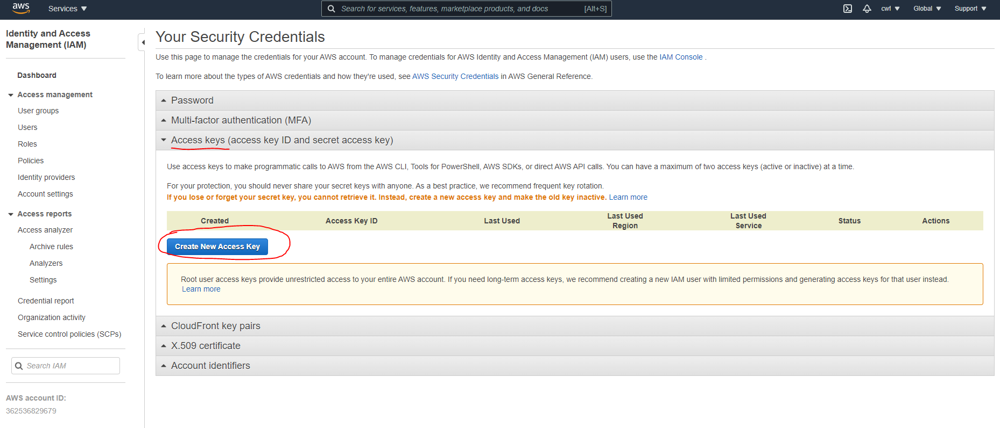 aws
Services
Search for services, features, marketplace products, and docs
[Alt+S]
cwf
Global
Support
Identity and Access
Management (IAM)
Dashboard
Access management
User groups
Users
Roles
Policies
Identity providers
Account settings
Access reports
Access analyzer
Archive rules
Analyzers
Settings
Credential report
Organization activity
Service control policies (SCPs)
Search IAM
AWS account ID:
362536829679
Your Security Credentials
Use this page to manage the credentials for your AWS account. To manage credentials for AWS Identity and Access Management (IAM) users, use the IAM Console .
To learn more about the types of AWS credentials and how they're used, see AWS Security Credentials in AWS General Reference.
Password
Multi-factor authentication (MFA)
Access keys (access key ID and secret access key)
Use access keys to make programmatic calls to AWS from the AWS CLI, Tools for PowerShell, AWS SDKs, or direct AWS API calls. You can have a maximum of two access keys (active or inactive) at a time.
For your protection, you should never share your secret keys with anyone. As a best practice, we recommend frequent key rotation.
If you lose or forget your secret key, you cannot retrieve it. Instead, create a new access key and make the old key inactive. Learn more
Created
Access Key ID
Last Used
Last Used
Region
Last Used
Service
Status
Actions
Create New Access Key
Root user access keys provide unrestricted access to your entire AWS account. If you need long-term access keys, we recommend creating a new IAM user with limited permissions and generating access keys for that user instead.
Learn more
CloudFront key pairs
X.509 certificate
Account identifiers